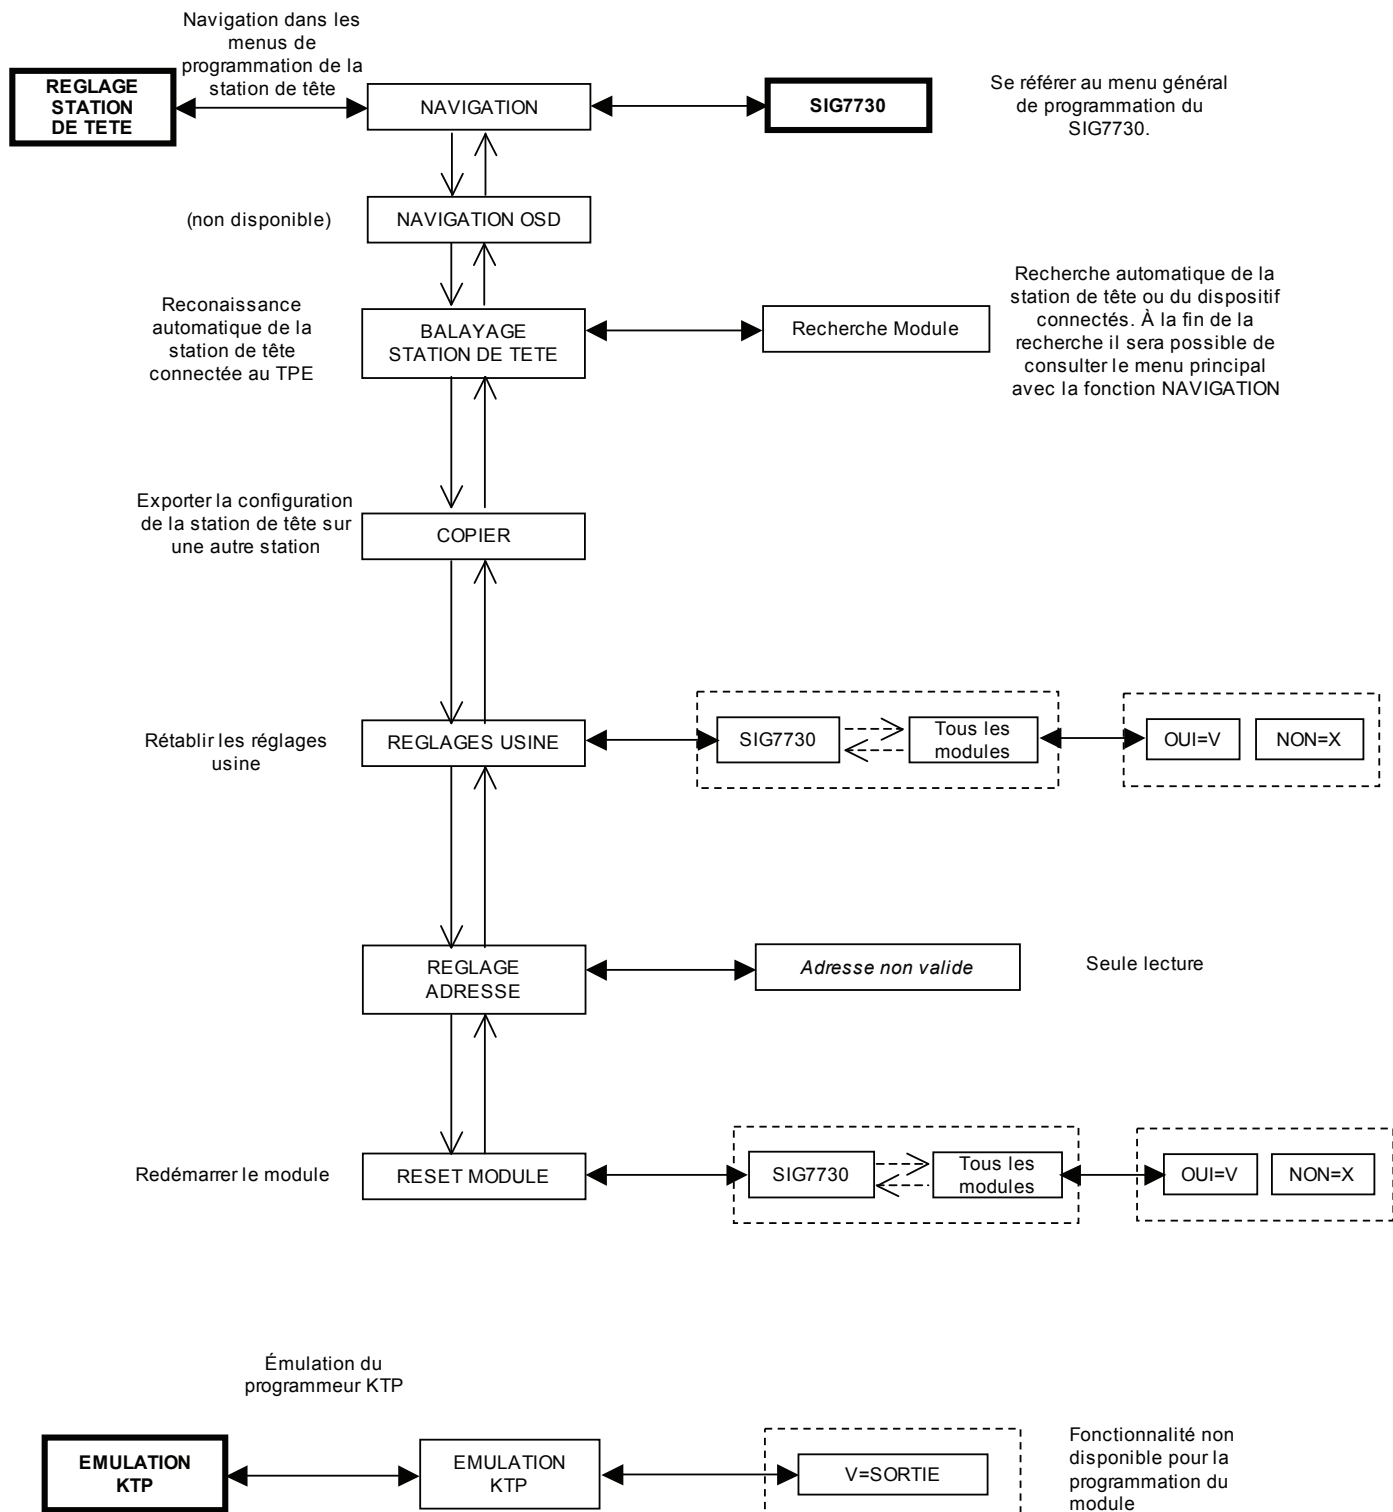 Navigation dans les
menus de
programmation de la
station de tête
REGLAGE
STATION
DE TETE
NAVIGATION
SIG7730
Se référer au menu général
de programmation du
SIG7730.
(non disponible)
NAVIGATION OSD
Reconaissance
automatique de la
station de tête
connectée au TPE
BALAYAGE
STATION DE TETE
Recherche Module
Recherche automatique de la
station de tête ou du dispositif
connectés. À la fin de la
recherche il sera possible de
consulter le menu principal
avec la fonction NAVIGATION
Exporter la configuration
de la station de tête sur
une autre station
COPIER
Rétablir les réglages
usine
REGLAGES USINE
SIG7730
Tous les
modules
OUI=V
NON=X
REGLAGE
ADRESSE
Adresse non valide
Seule lecture
Redémarrer le module
RESET MODULE
SIG7730
Tous les
modules
OUI=V
NON=X
Émulation du
programmeur KTP
EMULATION
KTP
EMULATION
KTP
V=SORTIE
Fonctionnalité non
disponible pour la
programmation du
module